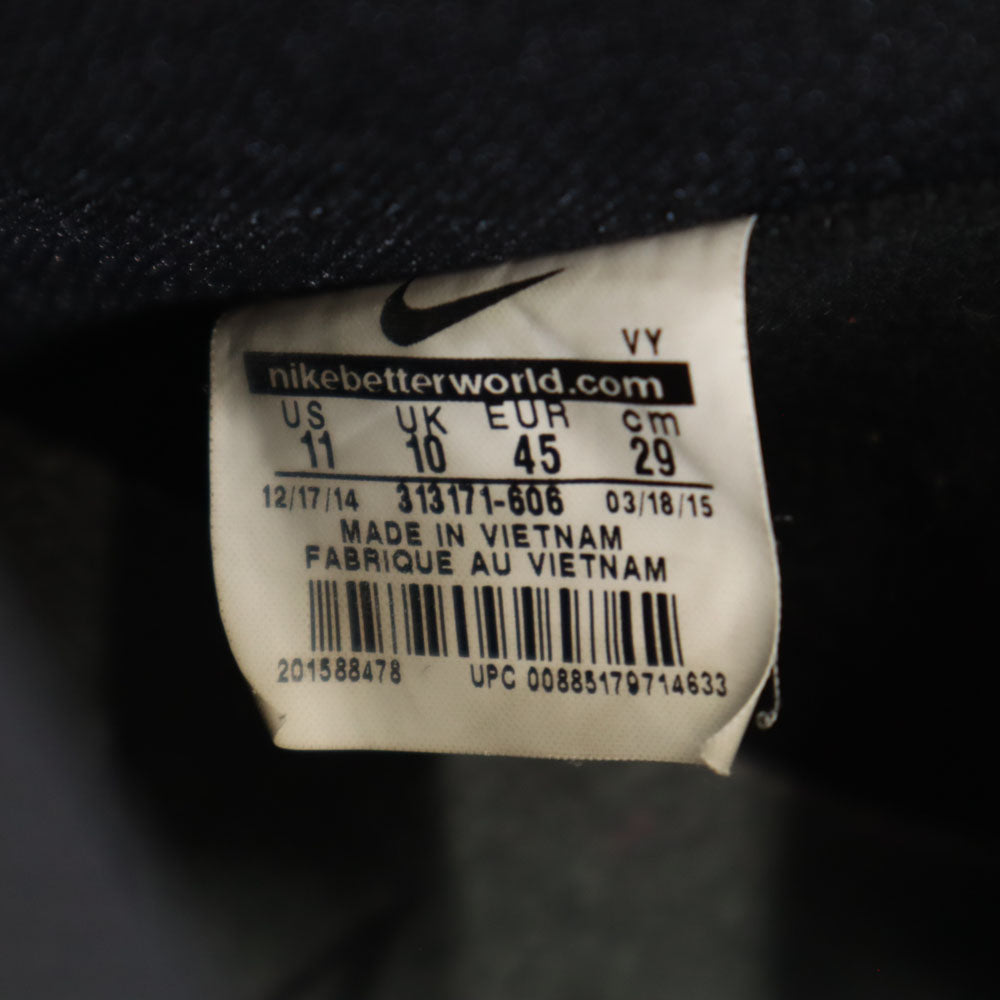 VY
nikebetterworld.com
US UK EUR cm
11 10 45 29
12/17/14 313171-606 03/18/15
MADE IN VIETNAM
FABRIQUE AU VIETNAM
201588478 UPC 00885179714633